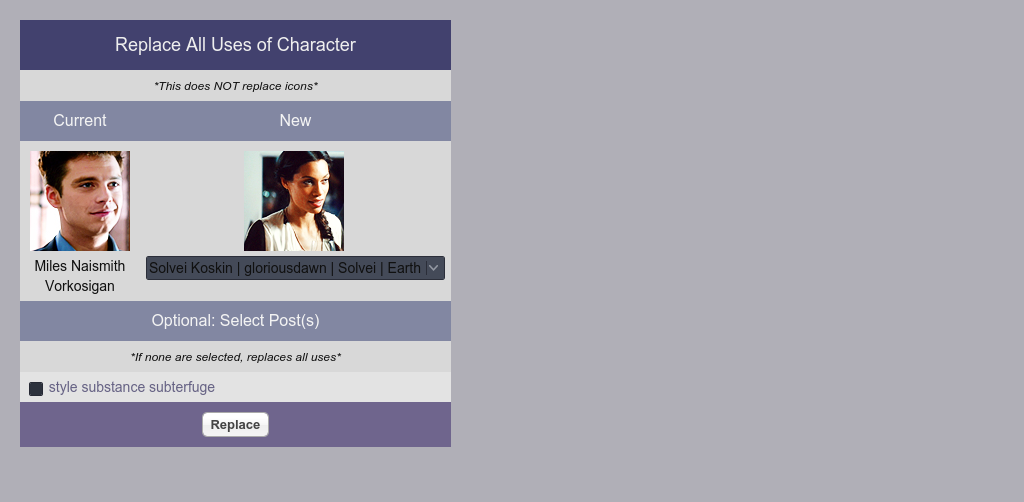 Replace All Uses of Character
*This does NOT replace icons*
Current New
Miles Naismith
Vorkosigan
Solvei Koskin | gloriousdawn | Solvei | Earth
Optional: Select Post(s)
*If none are selected, replaces all uses*
style substance subterfuge
Replace